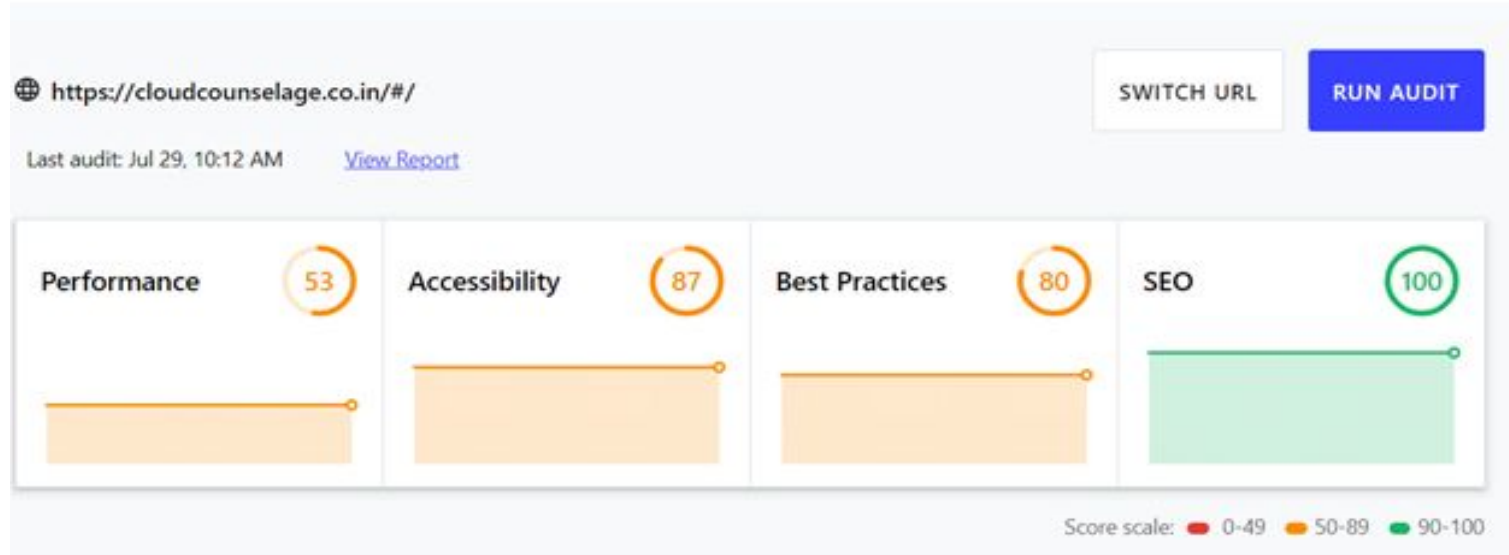 https://cloudcounselage.co.in/#/
SWITCH URL
RUN AUDIT
Last audit: Jul 29, 10:12 AM View Report
Performance 53
Accessibility 87
Best Practices 80
SEO 100
Score scale: 0-49 50-89 90-100